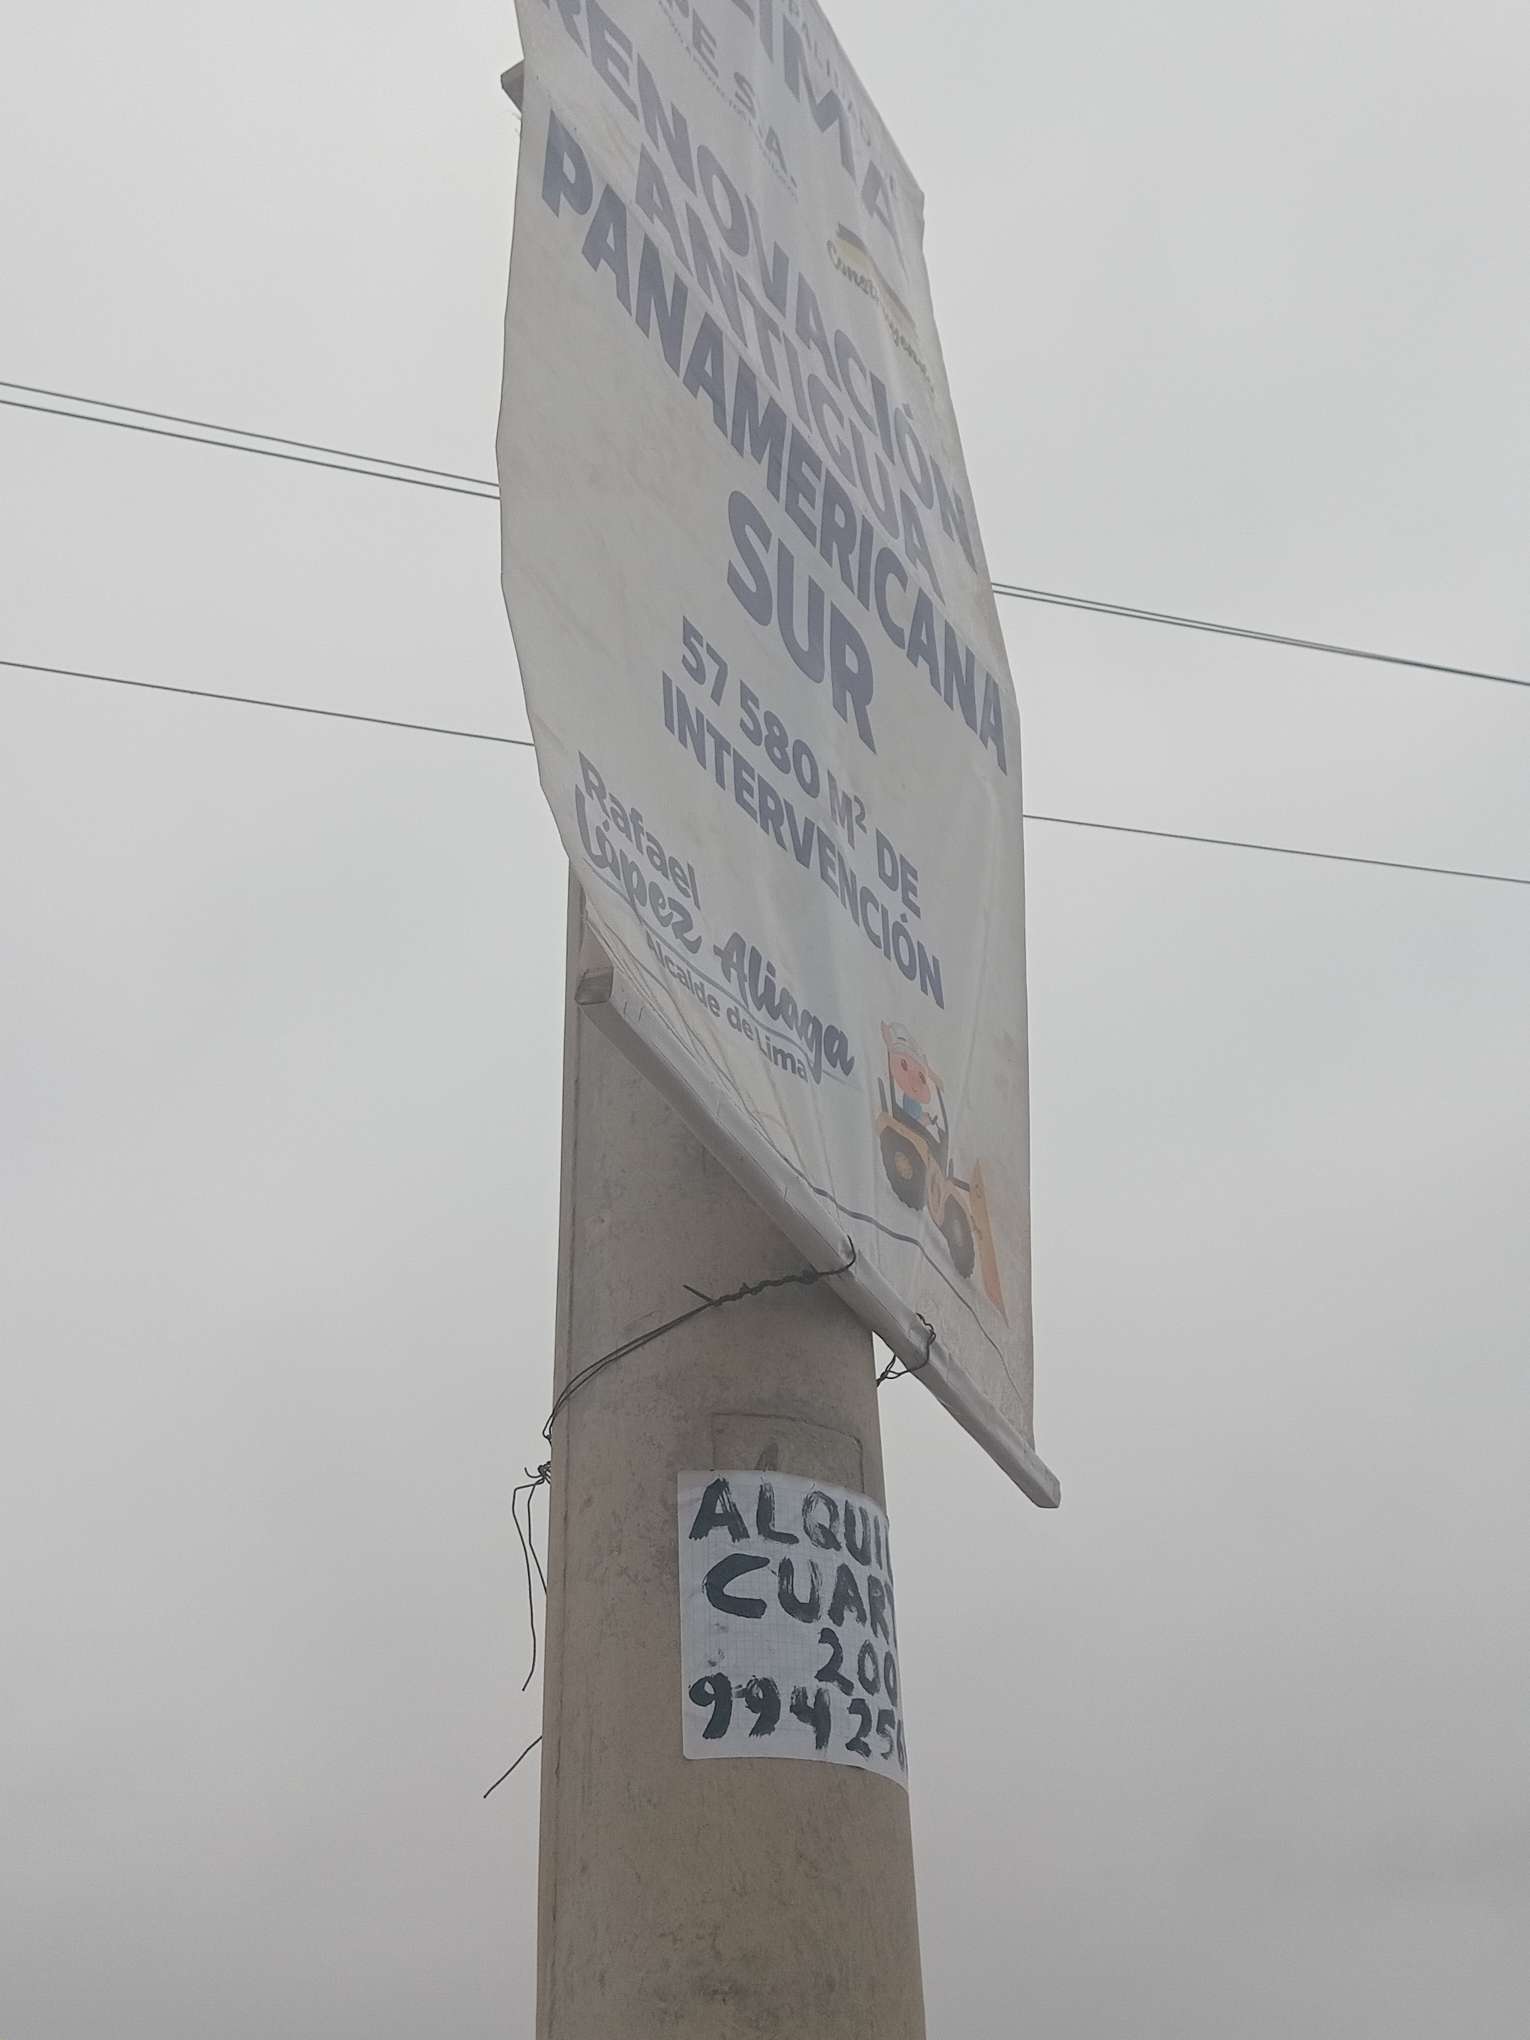 LIMA
RENOVACIÓN
ANTIGUA
PANAMERICANA
SUR
57 580 M² DE
INTERVENCIÓN
Rafael
López Aliaga
Alcalde de Lima
ALQUI
CUART
200
994256